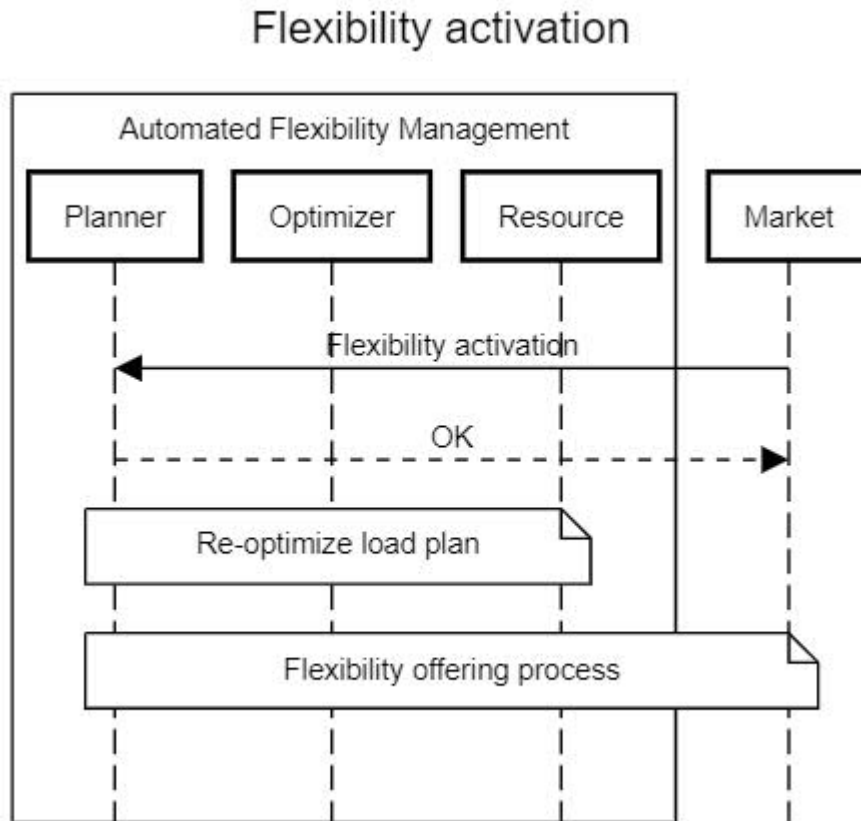 Flexibility activation
Automated Flexibility Management
Planner
Optimizer
Resource
Market
Flexibility activation
OK
Re-optimize load plan
Flexibility offering process